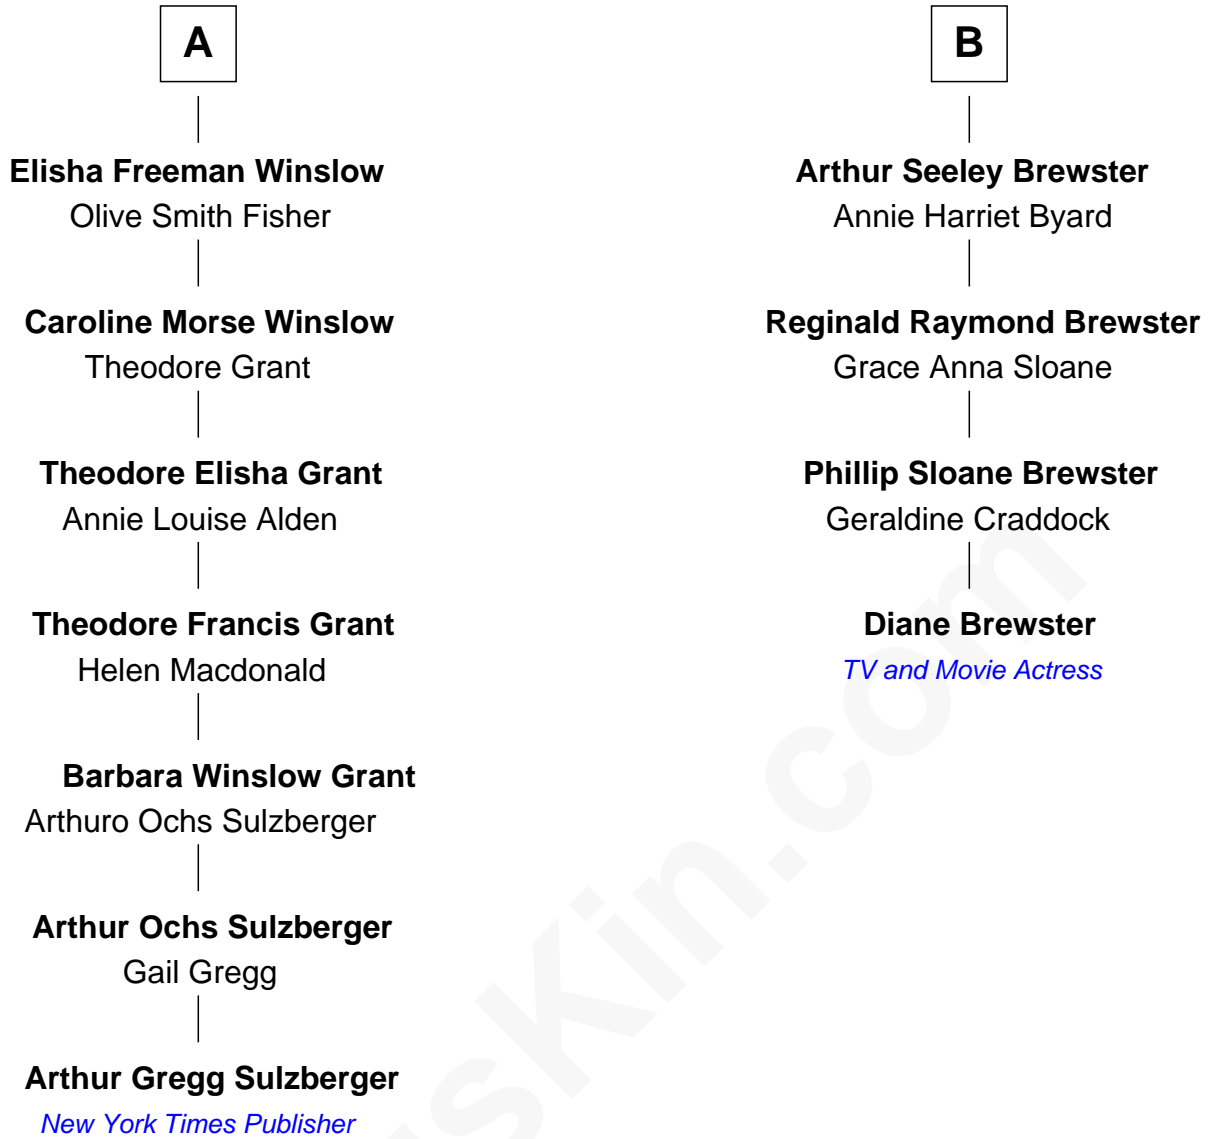 A
Elisha Freeman Winslow
Olive Smith Fisher
Caroline Morse Winslow
Theodore Grant
Theodore Elisha Grant
Annie Louise Alden
Theodore Francis Grant
Helen Macdonald
Barbara Winslow Grant
Arthuro Ochs Sulzberger
Arthur Ochs Sulzberger
Gail Gregg
Arthur Gregg Sulzberger
New York Times Publisher
B
Arthur Seeley Brewster
Annie Harriet Byard
Reginald Raymond Brewster
Grace Anna Sloane
Phillip Sloane Brewster
Geraldine Craddock
Diane Brewster
TV and Movie Actress
sKin.com